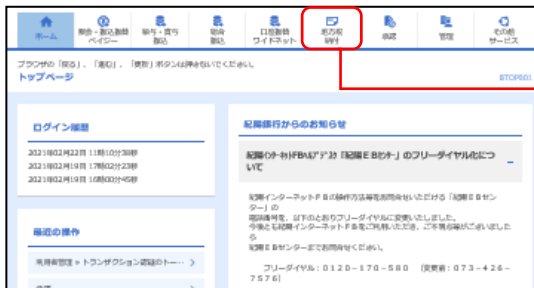 ホーム
照会・振込振替
ペイジー
給与・賞与
振込
総合
振込
口座振替
ワイドネット
地方税
納付
承認
管理
その他
サービス
ブラウザの「戻る」、「進む」、「更新」ボタンは押さないでください。
トップページ
BTOP001
ログイン履歴
2021年02月22日 11時10分38秒
2021年02月19日 17時02分23秒
2021年02月19日 16時00分45秒
最近の操作
利用者管理 » トランザクション認証のトー… >
紀陽銀行からのお知らせ
紀陽インターネットFBヘルプデスク「紀陽EBセンター」のフリーダイヤル化につ
いて
紀陽インターネットFBの操作方法等をお問合せいただける「紀陽EBセン
ター」の
電話番号を、以下のとおりフリーダイヤルに変更いたしました。
今後とも紀陽インターネットFBをご利用いただき、ご不明な点等がございました
ら
紀陽EBセンターまでお問合せください。
フリーダイヤル：0120-170-580 （変更前：073-426-
7576）